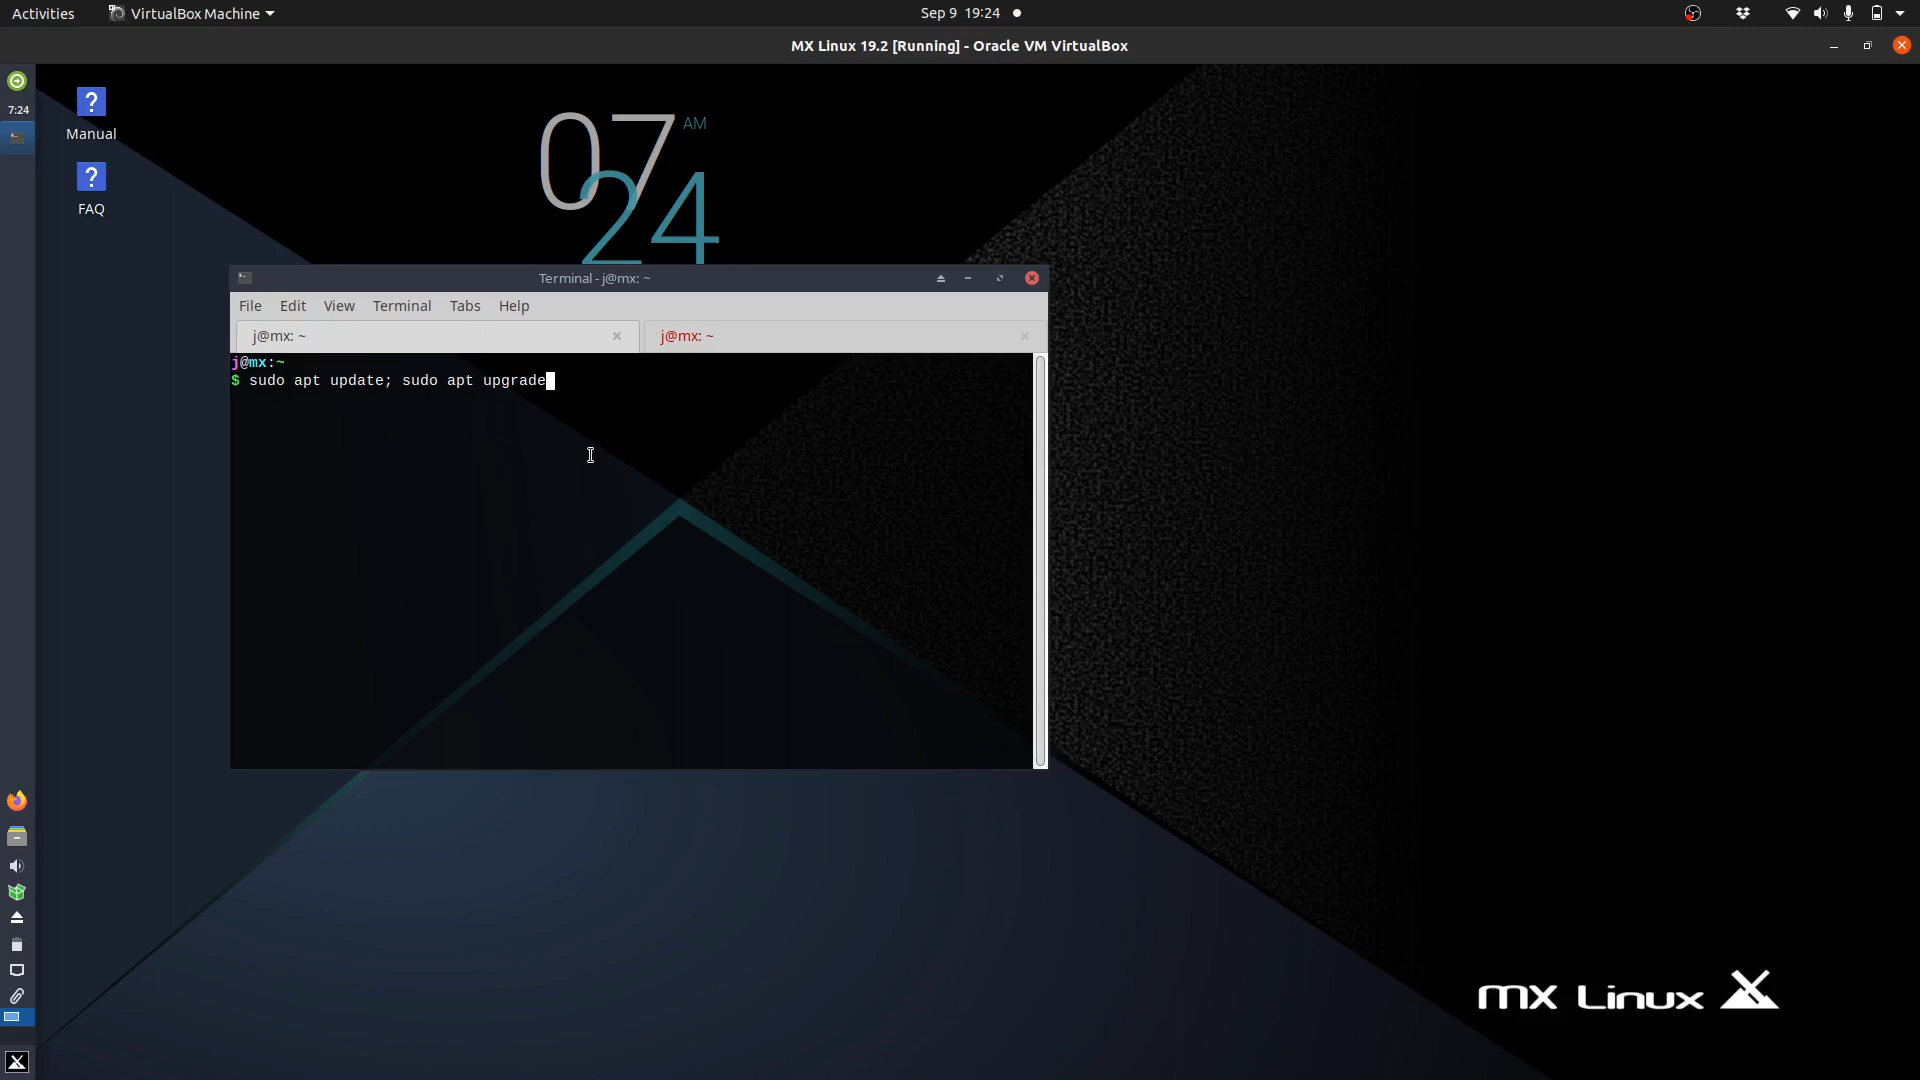 Activities
VirtualBox Machine
Sep 9 19:24
MX Linux 19.2 [Running] - Oracle VM VirtualBox
7:24
Manual
FAQ
07 AM
24
Terminal - j@mx: ~
File Edit View Terminal Tabs Help
j@mx: ~
j@mx: ~
j@mx:~
$ sudo apt update; sudo apt upgrade
mx Linux